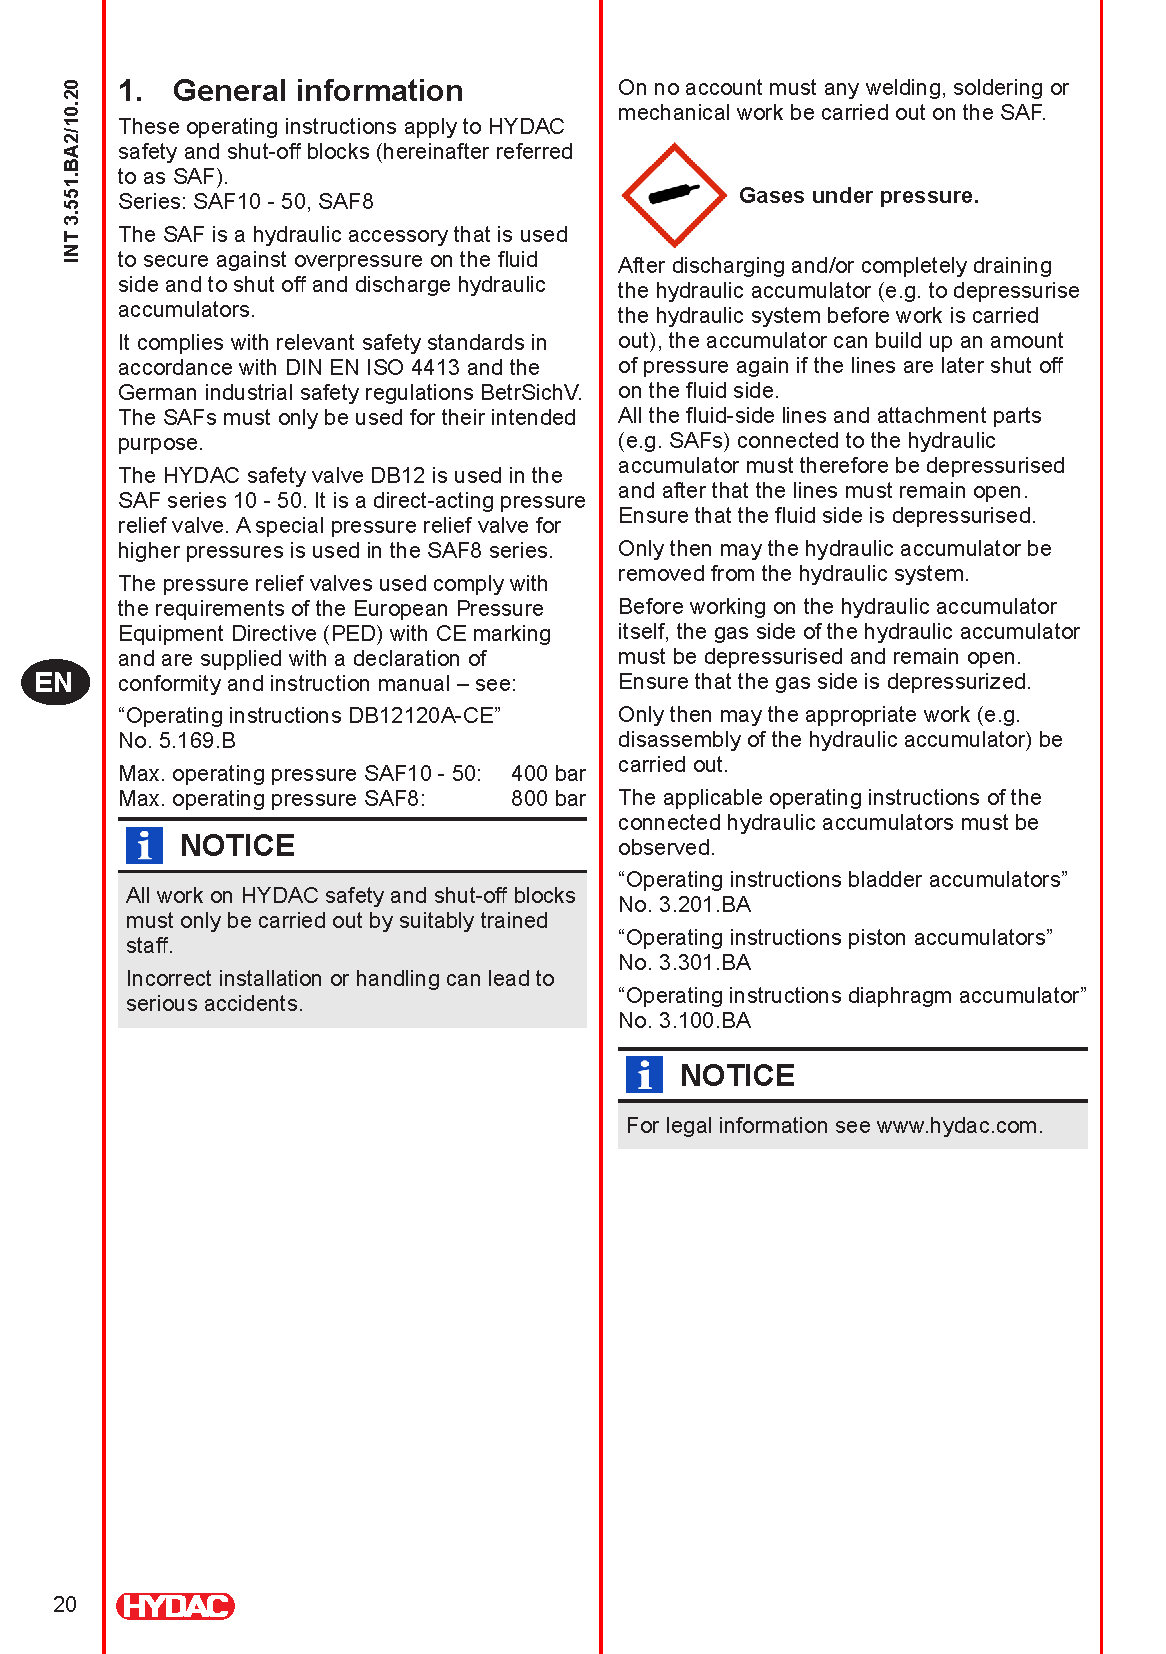 INT 3.551.BA2/10.20
1. General information
These operating instructions apply to HYDAC
safety and shut-off blocks (hereinafter referred
to as SAF).
Series: SAF10 - 50, SAF8
The SAF is a hydraulic accessory that is used
to secure against overpressure on the fluid
side and to shut off and discharge hydraulic
accumulators.
It complies with relevant safety standards in
accordance with DIN EN ISO 4413 and the
German industrial safety regulations BetrSichV.
The SAFs must only be used for their intended
purpose.
The HYDAC safety valve DB12 is used in the
SAF series 10 - 50. It is a direct-acting pressure
relief valve. A special pressure relief valve for
higher pressures is used in the SAF8 series.
The pressure relief valves used comply with
the requirements of the European Pressure
Equipment Directive (PED) with CE marking
and are supplied with a declaration of
conformity and instruction manual – see:
“Operating instructions DB12120A-CE”
No. 5.169.B
Max. operating pressure SAF10 - 50: 400 bar
Max. operating pressure SAF8: 800 bar
i NOTICE
All work on HYDAC safety and shut-off blocks
must only be carried out by suitably trained
staff.
Incorrect installation or handling can lead to
serious accidents.
On no account must any welding, soldering or
mechanical work be carried out on the SAF.
Gases under pressure.
After discharging and/or completely draining
the hydraulic accumulator (e.g. to depressurise
the hydraulic system before work is carried
out), the accumulator can build up an amount
of pressure again if the lines are later shut off
on the fluid side.
All the fluid-side lines and attachment parts
(e.g. SAFs) connected to the hydraulic
accumulator must therefore be depressurised
and after that the lines must remain open.
Ensure that the fluid side is depressurised.
Only then may the hydraulic accumulator be
removed from the hydraulic system.
Before working on the hydraulic accumulator
itself, the gas side of the hydraulic accumulator
must be depressurised and remain open.
Ensure that the gas side is depressurized.
Only then may the appropriate work (e.g.
disassembly of the hydraulic accumulator) be
carried out.
The applicable operating instructions of the
connected hydraulic accumulators must be
observed.
“Operating instructions bladder accumulators”
No. 3.201.BA
“Operating instructions piston accumulators”
No. 3.301.BA
“Operating instructions diaphragm accumulator”
No. 3.100.BA
i NOTICE
For legal information see www.hydac.com.
EN
20
HYDAC